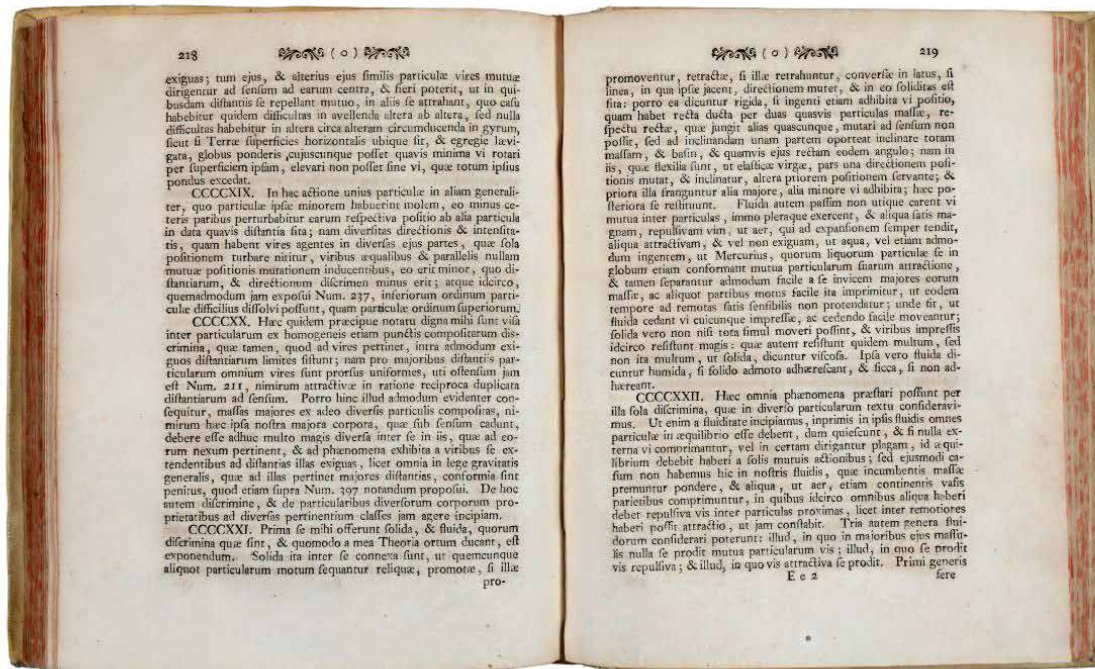 218 ( o )
exiguas; tum ejus, & alterius ejus similis particulæ vires mutuæ
dirigentur ad sensum ad earum centra, & fieri poterit, ut in qui-
busdam distantiis se repellant mutuo, in aliis se attrahant, quo casu
habebitur quidem difficultas in avellenda altera ab altera, sed nulla
difficultas habebitur in altera circa alteram circumducenda in gyrum,
sicut si Terræ superficies horizontalis ubique sit, & egregie lævi-
gata, globus ponderis cujuscunque posset quavis minima vi rotari
per superficiem ipsam, elevari non posset sine vi, quæ totum ipsius
pondus excedat.
CCCCXIX. In hac actione unius particulæ in aliam generali-
ter, quo particulæ ipsæ minorem habuerint molem, eo minus ce-
teris paribus perturbabitur earum respectiva positio ab alia particula
in data quavis distantia sita; nam diversitas directionis & intensita-
tis, quam habent vires agentes in diversas ejus partes, quæ sola
positionem turbare nititur, viribus æqualibus & parallelis nullam
mutuæ positionis mutationem inducentibus, eo erit minor, quo di-
stantiarum, & directionum discrimen minus erit; atque idcirco,
quemadmodum jam exposui Num. 237, inferiorum ordinum parti-
culæ difficilius dissolvi possunt, quam particulæ ordinum superiorum.
CCCCXX. Hæc quidem præcipue notatu digna mihi sunt visa
inter particularum ex homogeneis etiam punctis compositarum di-
scrimina, quæ tamen, quod ad vires pertinet, intra admodum exi-
guos distantiarum limites sistunt; nam pro majoribus distantiis par-
ticularum omnium vires sunt prorsus uniformes, uti ostensum jam
est Num. 211, nimirum attractivæ in ratione reciproca duplicata
distantiarum ad sensum. Porro hinc illud admodum evidenter con-
sequitur, massas majores ex adeo diversis particulis compositas, ni-
mirum hæc ipsa nostra majora corpora, quæ sub sensum cadunt,
debere esse adhuc multo magis diversa inter se in iis, quæ ad eo-
rum nexum pertinent, & ad phænomena exhibita a viribus se ex-
tendentibus ad distantias illas exiguas, licet omnia in lege gravitatis
generalis, quæ ad illas pertinet majores distantias, conformia sint
penitus, quod etiam supra Num. 397 notandum proposui. De hoc
autem discrimine, & de particularibus diversorum corporum pro-
prietatibus ad diversas pertinentium classes jam agere incipiam.
CCCCXXI. Prima se mihi offerunt solida, & fluida, quorum
discrimina quæ sint, & quomodo a mea Theoria ortum ducant, est
exponendum. Solida ita inter se connexa sunt, ut quemcunque
aliquot particularum motum sequantur reliquæ, promotæ, si illæ
pro-
( o ) 219
promoventur, retractæ, si illæ retrahuntur, conversæ in latus, si
linea, in qua ipsæ jacent, directionem mutet, & in eo soliditas est
sita: porro ea dicuntur rigida, si ingenti etiam adhibita vi positio,
quam habet recta ducta per duas quasvis particulas massæ, re-
spectu rectæ, quæ jungit alias quascunque, mutari ad sensum non
possit, sed ad inclinandam unam partem oporteat inclinare totam
massam, & basin, & quamvis ejus rectam eodem angulo; nam in
iis, quæ flexilia sunt, ut elasticæ virgæ, pars una directionem posi-
tionis mutat, & inclinatur, altera priorem positionem servante; &
priora illa franguntur alia majore, alia minore vi adhibita; hæc po-
steriora se restituunt. Fluida autem passim non utique carent vi
mutua inter particulas, immo pleraque exercent, & aliqua satis ma-
gnam, repulsivam vim, ut aer, qui ad expansionem semper tendit,
aliqua attractivam, & vel non exiguam, ut aqua, vel etiam admo-
dum ingentem, ut Mercurius, quorum liquorum particulæ se in
globum etiam conformant mutua particularum suarum attractione,
& tamen separantur admodum facile a se invicem majores eorum
massæ, ac aliquot partibus motus facile ita imprimitur, ut eodem
tempore ad remotas satis sensibilis non protendatur; unde fit, ut
fluida cedant vi cuicunque impressæ, ac cedendo facile moveantur;
solida vero non nisi tota simul moveri possint, & viribus impressis
idcirco resistunt magis: quæ autem resistunt quidem multum, sed
non ita multum, ut solida, dicuntur viscosa. Ipsa vero fluida di-
cuntur humida, si solido admoto adhærescant, & sicca, si non ad-
hæreant.
CCCCXXII. Hæc omnia phænomena præstari possunt per
illa sola discrimina, quæ in diverso particularum textu consideravi-
mus. Ut enim a fluiditate incipiamus, inprimis in ipsis fluidis omnes
particulæ in æquilibrio esse debent, dum quiescunt, & si nulla ex-
terna vi comprimantur, vel in certam dirigantur plagam, id æqui-
librium debebit haberi a solis mutuis actionibus; sed ejusmodi ca-
sum non habemus hic in nostris fluidis, quæ incumbentis massæ
premuntur pondere, & aliqua, ut aer, etiam continentis vasis
parietibus comprimuntur, in quibus idcirco omnibus aliqua haberi
debet repulsiva vis inter particulas proximas, licet inter remotiores
haberi possit attractio, ut jam constabit. Tria autem genera flui-
dorum considerari poterunt: illud, in quo in majoribus ejus massu-
lis nulla se prodit mutua particularum vis; illud, in quo se prodit
vis repulsiva; & illud, in quo vis attractiva se prodit. Primi generis
E e 2 fere